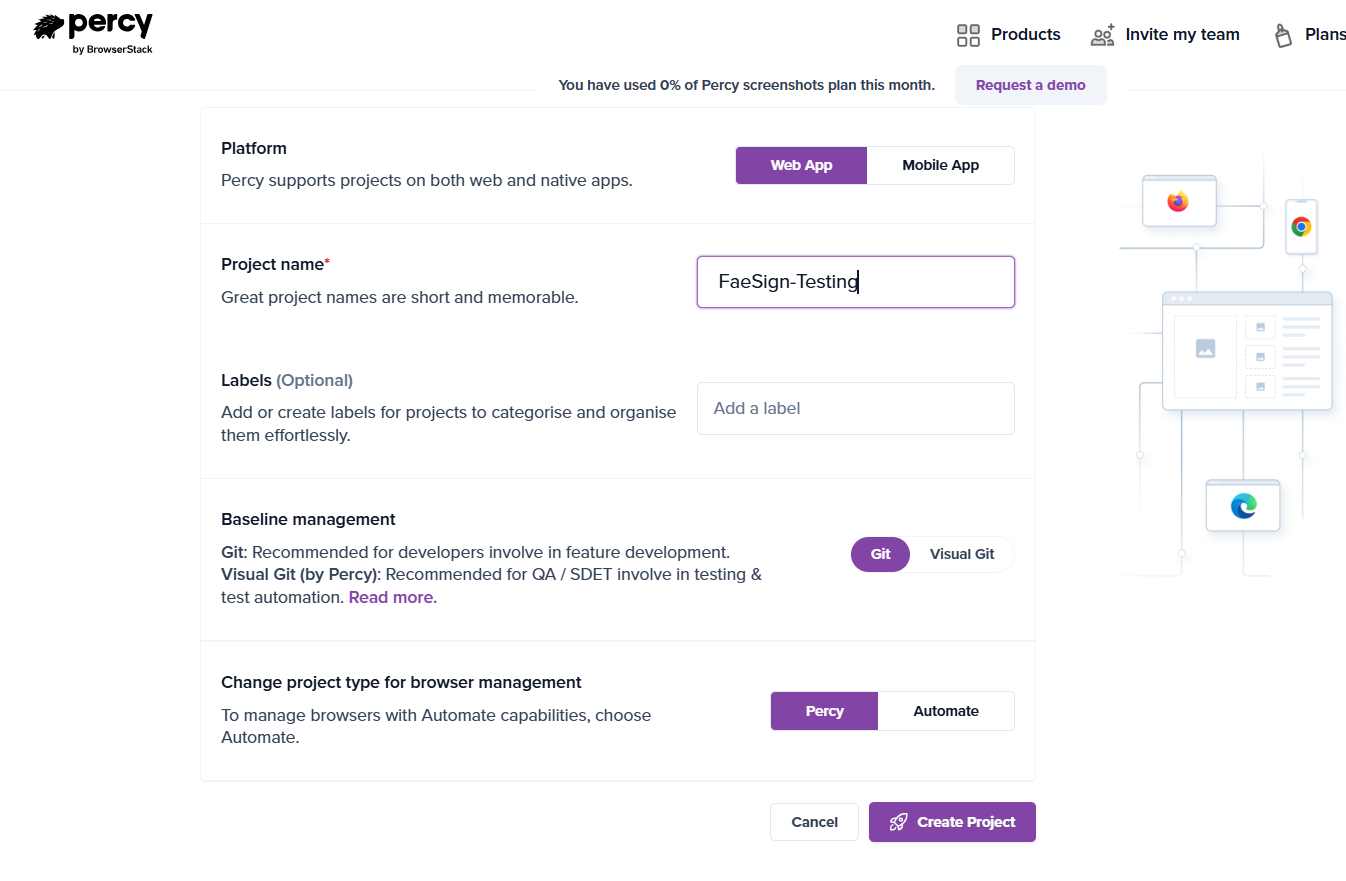 percy
by BrowserStack
Products
Invite my team
Plans
You have used 0% of Percy screenshots plan this month.
Request a demo
Platform
Percy supports projects on both web and native apps.
Web App
Mobile App
Project name*
Great project names are short and memorable.
FaeSign-Testing
Labels (Optional)
Add or create labels for projects to categorise and organise
them effortlessly.
Add a label
Baseline management
Git: Recommended for developers involve in feature development.
Visual Git (by Percy): Recommended for QA / SDET involve in testing &
test automation. Read more.
Git
Visual Git
Change project type for browser management
To manage browsers with Automate capabilities, choose
Automate.
Percy
Automate
Cancel
Create Project